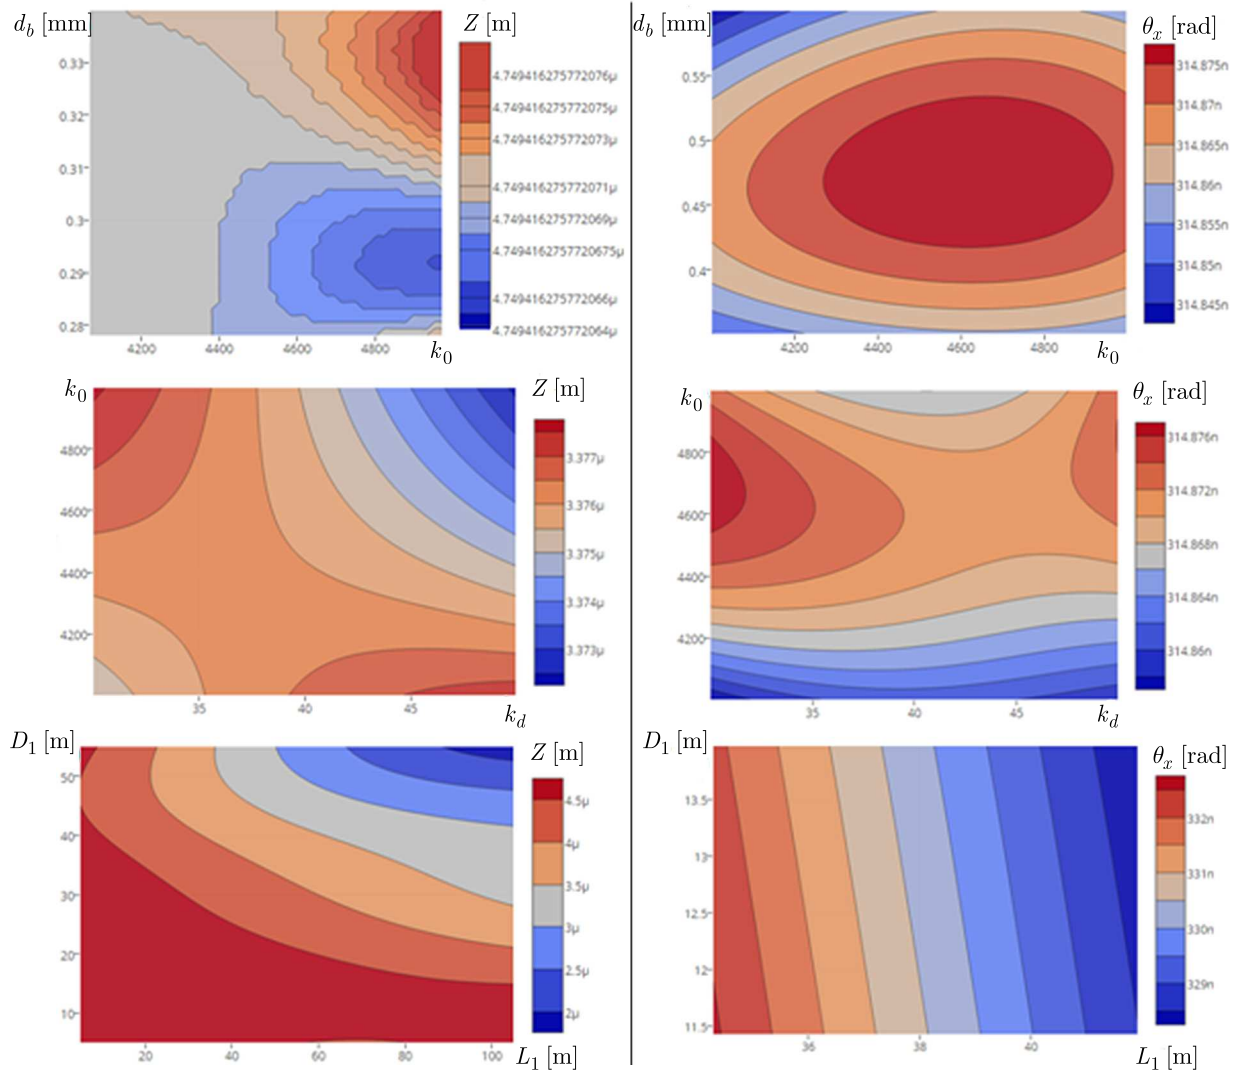 d_b [mm]
Z [m]
0.33
0.32
0.31
0.3
0.29
0.28
4.749416275772076μ
4.749416275772075μ
4.749416275772073μ
4.749416275772071μ
4.749416275772069μ
4.7494162757720675μ
4.749416275772066μ
4.749416275772064μ
4200 4400 4600 4800 k_0
d_b [mm]
θ_x [rad]
0.55
0.5
0.45
0.4
314.875n
314.87n
314.865n
314.86n
314.855n
314.85n
314.845n
4200 4400 4600 4800 k_0
k_0
Z [m]
4800
4600
4400
4200
3.377μ
3.376μ
3.375μ
3.374μ
3.373μ
35 40 45 k_d
k_0
θ_x [rad]
4800
4600
4400
4200
314.876n
314.872n
314.868n
314.864n
314.86n
35 40 45 k_d
D_1 [m]
Z [m]
50
40
30
20
10
4.5μ
4μ
3.5μ
3μ
2.5μ
2μ
20 40 60 80 100 L_1 [m]
D_1 [m]
θ_x [rad]
13.5
13
12.5
12
11.5
332n
331n
330n
329n
36 38 40 L_1 [m]